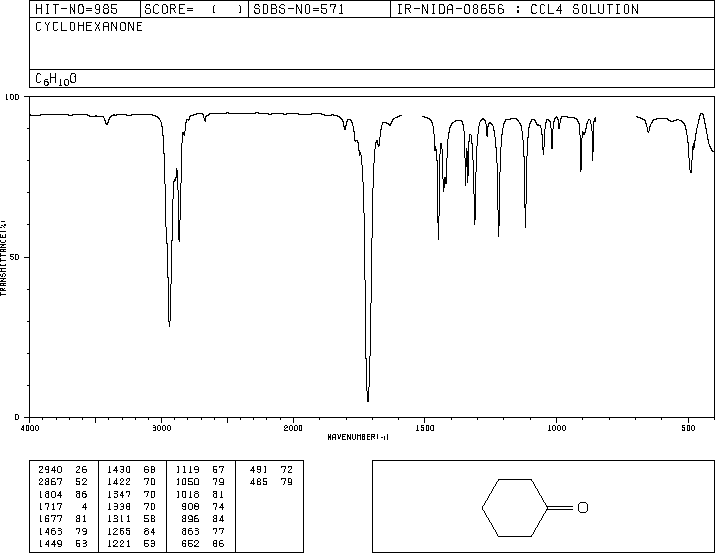 HIT-NO=985 SCORE= ( ) SDBS-NO=571 IR-NIDA-08656 : CCL4 SOLUTION
CYCLOHEXANONE
C6H10O
100
50
0
TRANSMITTANCE(%)
4000 3000 2000 1500 1000 500
WAVENUMBER(-1)
2940 26 1430 68 1119 57 491 72
2867 52 1422 70 1050 79 485 79
1804 86 1347 70 1018 81
1717 4 1338 70 908 74
1677 81 1311 58 896 84
1463 79 1265 84 863 77
1449 53 1221 53 652 86
O